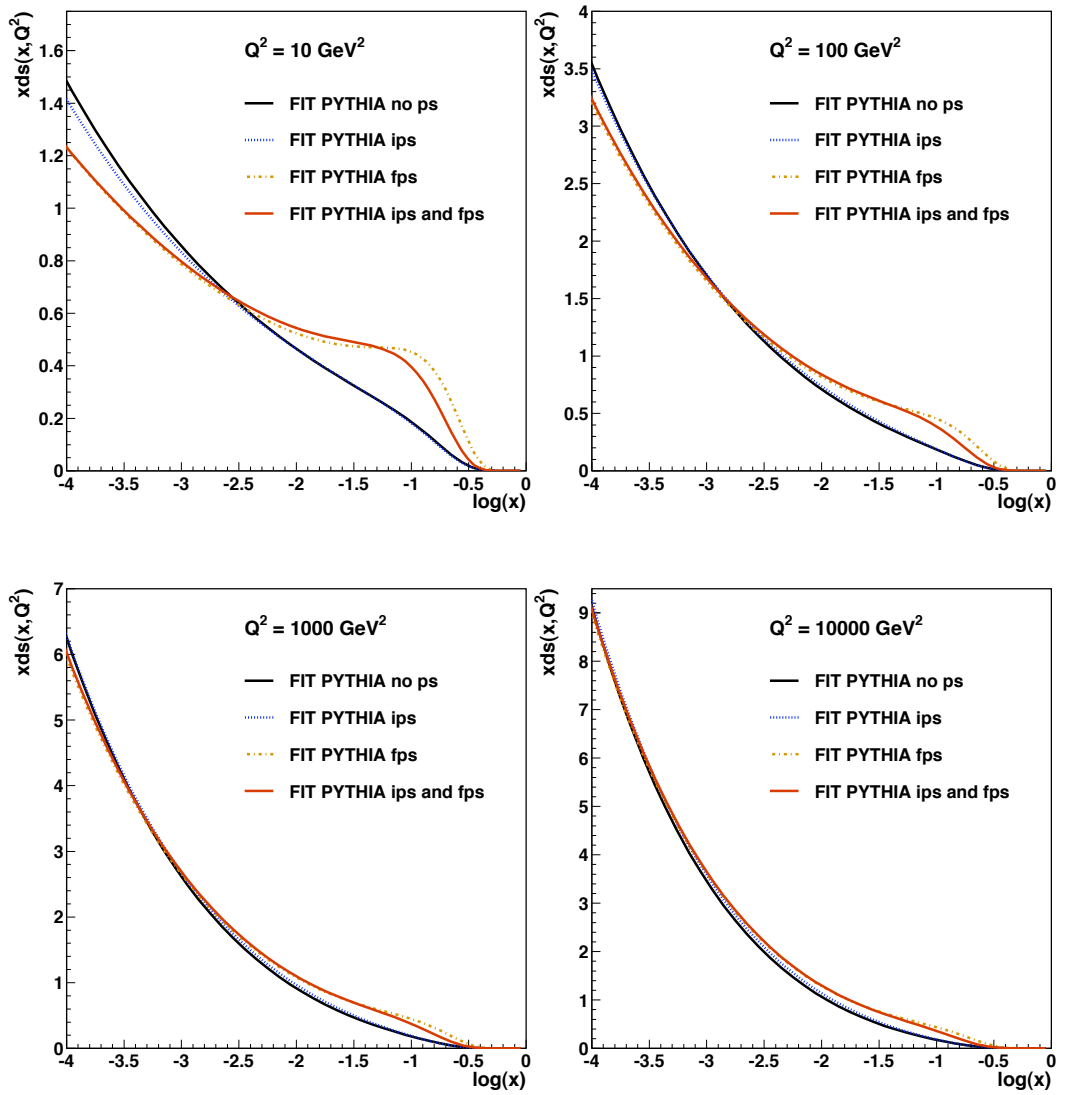 xds(x,Q²)
Q² = 10 GeV²
FIT PYTHIA no ps
FIT PYTHIA ips
FIT PYTHIA fps
FIT PYTHIA ips and fps
1.6
1.4
1.2
1
0.8
0.6
0.4
0.2
0
-4 -3.5 -3 -2.5 -2 -1.5 -1 -0.5 0
log(x)
xds(x,Q²)
Q² = 100 GeV²
FIT PYTHIA no ps
FIT PYTHIA ips
FIT PYTHIA fps
FIT PYTHIA ips and fps
4
3.5
3
2.5
2
1.5
1
0.5
0
-4 -3.5 -3 -2.5 -2 -1.5 -1 -0.5 0
log(x)
xds(x,Q²)
Q² = 1000 GeV²
FIT PYTHIA no ps
FIT PYTHIA ips
FIT PYTHIA fps
FIT PYTHIA ips and fps
7
6
5
4
3
2
1
0
-4 -3.5 -3 -2.5 -2 -1.5 -1 -0.5 0
log(x)
xds(x,Q²)
Q² = 10000 GeV²
FIT PYTHIA no ps
FIT PYTHIA ips
FIT PYTHIA fps
FIT PYTHIA ips and fps
9
8
7
6
5
4
3
2
1
0
-4 -3.5 -3 -2.5 -2 -1.5 -1 -0.5 0
log(x)